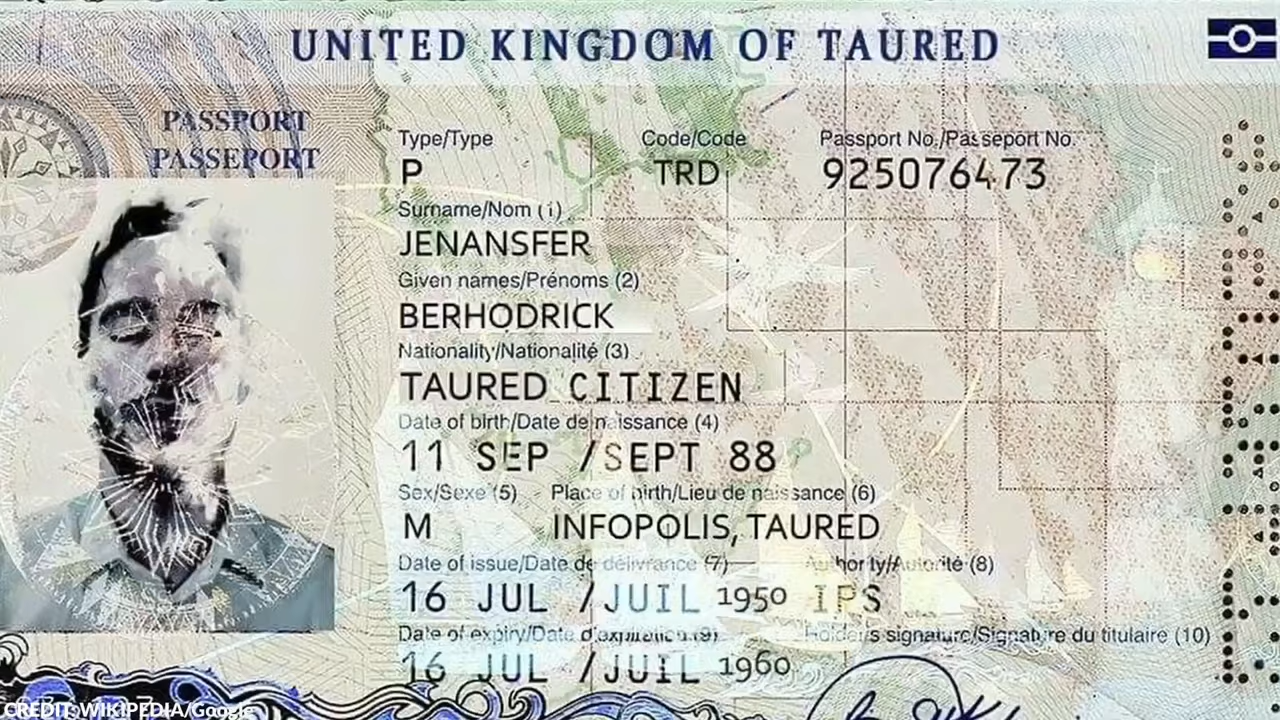 UNITED KINGDOM OF TAURED
PASSPORT
PASSEPORT
Type/Type Code/Code Passport No./Passeport No.
P TRD 925076473
Surname/Nom (1)
JENANSFER
Given names/Prénoms (2)
BERHODRICK
Nationality/Nationalité (3)
TAURED CITIZEN
Date of birth/Date de naissance (4)
11 SEP /SEPT 88
Sex/Sexe (5) Place of birth/Lieu de naissance (6)
M INFOPOLIS, TAURED
Date of issue/Date de délivrance (7) Authority/Autorité (8)
16 JUL /JUIL 1950 IPS
Date of expiry/Date d'expiration (9) Holder's signature/Signature du titulaire (10)
16 JUL /JUIL 1960
CREDIT: WIKIPEDIA/Google